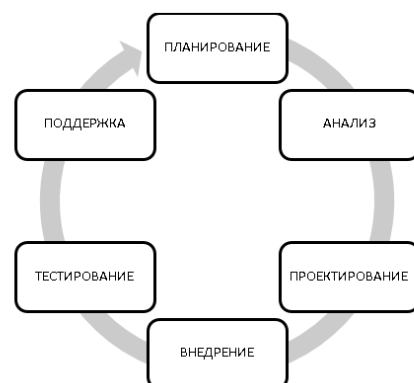 ПЛАНИРОВАНИЕ
АНАЛИЗ
ПРОЕКТИРОВАНИЕ
ВНЕДРЕНИЕ
ТЕСТИРОВАНИЕ
ПОДДЕРЖКА